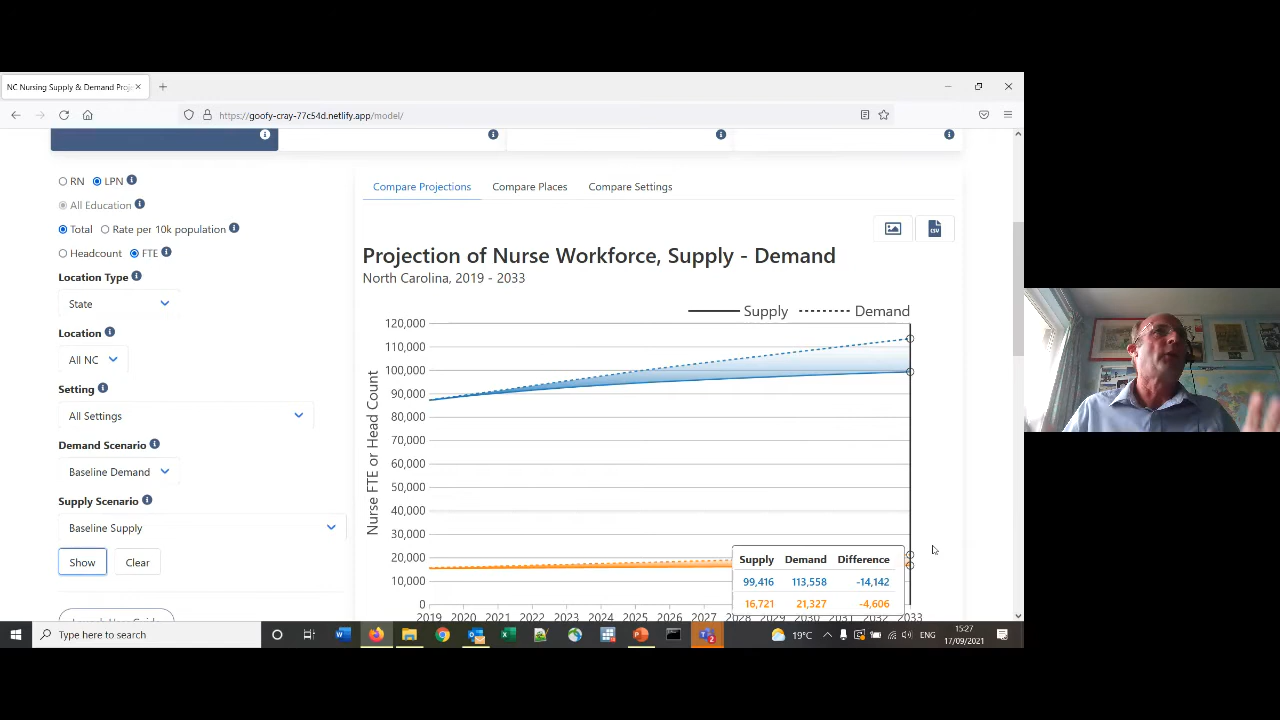 NC Nursing Supply & Demand Proj
https://goofy-cray-77c54d.netlify.app/model/
RN LPN
All Education
Total Rate per 10k population
Headcount FTE
Location Type
State
Location
All NC
Setting
All Settings
Demand Scenario
Baseline Demand
Supply Scenario
Baseline Supply
Show Clear
Compare Projections Compare Places Compare Settings
CSV
Projection of Nurse Workforce, Supply - Demand
North Carolina, 2019 - 2033
Supply Demand
Nurse FTE or Head Count
120,000
110,000
100,000
90,000
80,000
70,000
60,000
50,000
40,000
30,000
20,000
10,000
0
Supply Demand Difference
99,416 113,558 -14,142
16,721 21,327 -4,606
2019 2020 2021 2022 2023 2024 2025 2026 2027 2028 2029 2030 2031 2032 2033
Type here to search
19°C
ENG
15:27
17/09/2021